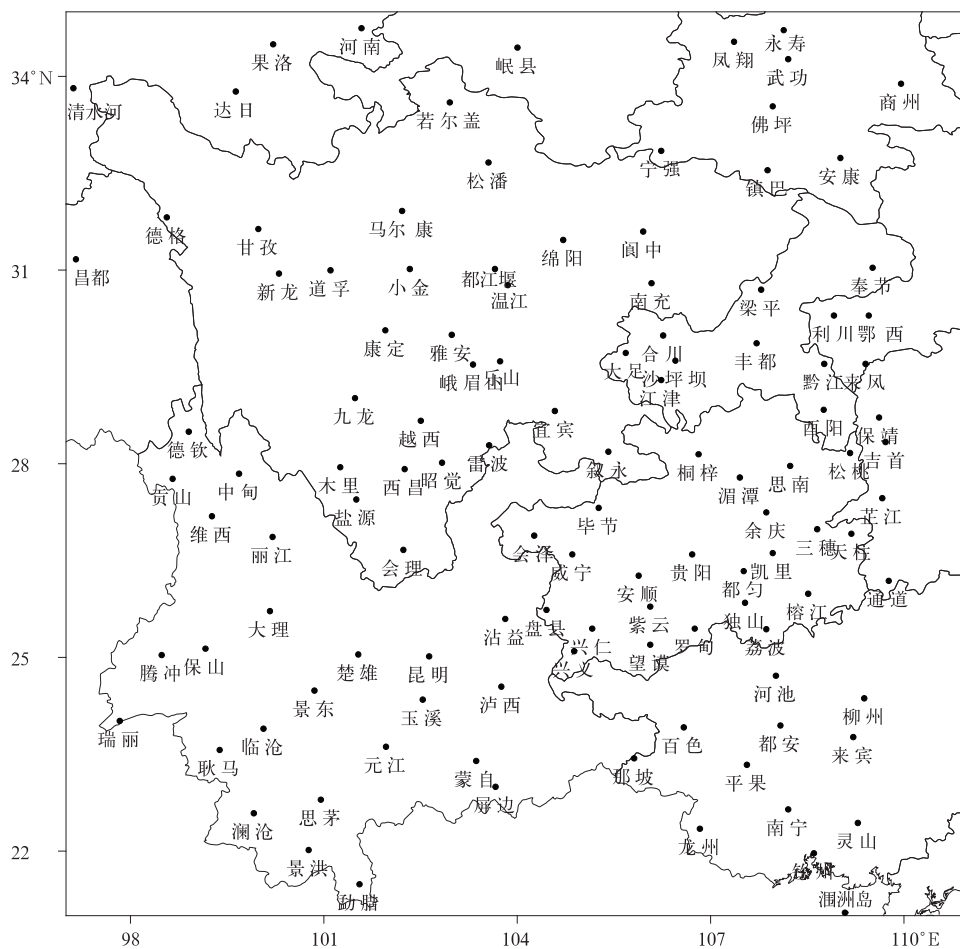 河南
永寿
凤翔
果洛
岷县
34°N
武功
达日
商州
清水河
若尔盖
佛坪
宁强
松潘
安康
镇巴
马尔康
德格
甘孜
阆中
绵阳
昌都
都江堰
奉节
新龙
道孚
小金
温江
南充
梁平
31
利川
鄂西
康定
雅安
合川
丰都
大足
沙坪坝
峨眉山
乐山
黔江
来风
江津
九龙
越西
宜宾
酉阳
保靖
德钦
雷波
叙永
桐梓
松桃
吉首
28
木里
西昌
昭觉
思南
中甸
贡山
湄潭
盐源
毕节
余庆
芷江
维西
丽江
会理
会泽
威宁
贵阳
凯里
三穗
天柱
安顺
都匀
通道
大理
沾益
盘县
紫云
独山
榕江
兴仁
罗甸
荔波
25
腾冲
保山
楚雄
昆明
兴义
望谟
景东
玉溪
泸西
河池
柳州
瑞丽
临沧
百色
都安
来宾
耿马
元江
蒙自
那坡
平果
屏边
澜沧
思茅
南宁
灵山
龙州
22
景洪
钦州
勐腊
涠洲岛
98
101
104
107
110°E